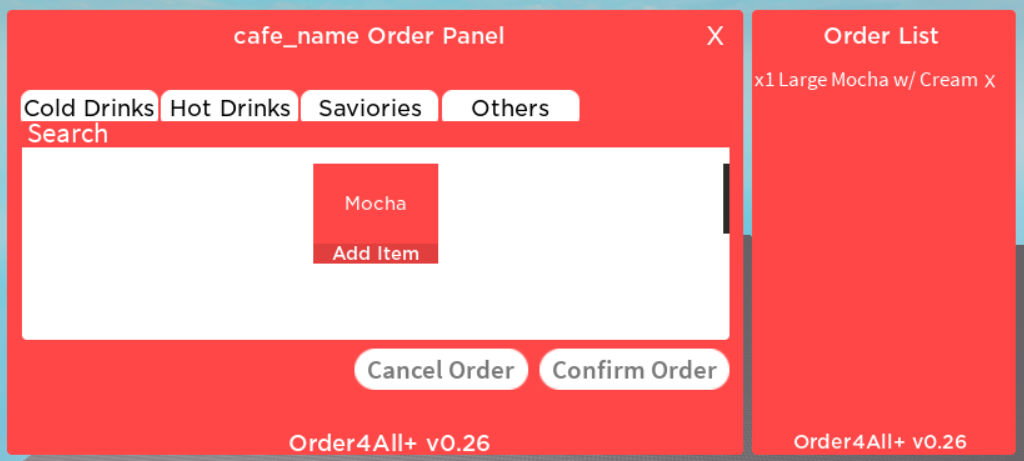 cafe_name Order Panel
X
Cold Drinks
Hot Drinks
Saviories
Others
Search
Mocha
Add Item
Cancel Order
Confirm Order
Order4All+ v0.26
Order List
x1 Large Mocha w/ Cream X
Order4All+ v0.26